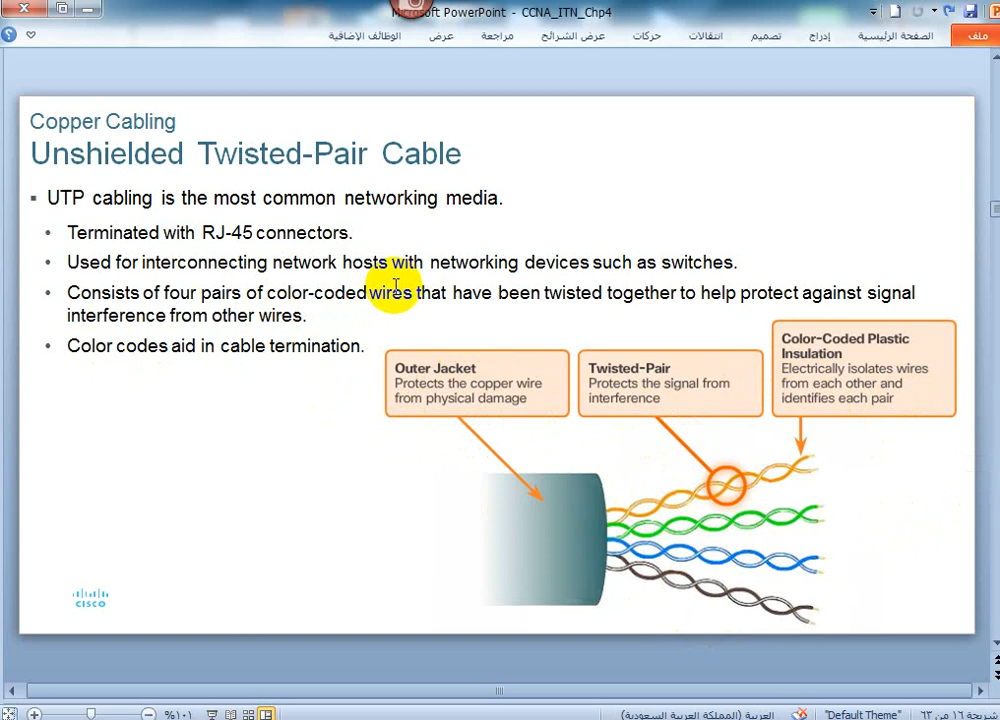 Microsoft PowerPoint - CCNA_ITN_Chp4
ملف
الصفحة الرئيسية
إدراج
تصميم
انتقالات
حركات
عرض الشرائح
مراجعة
عرض
الوظائف الإضافية
Copper Cabling
Unshielded Twisted-Pair Cable
▪ UTP cabling is the most common networking media.
• Terminated with RJ-45 connectors.
• Used for interconnecting network hosts with networking devices such as switches.
• Consists of four pairs of color-coded wires that have been twisted together to help protect against signal
interference from other wires.
• Color codes aid in cable termination.
Outer Jacket
Protects the copper wire
from physical damage
Twisted-Pair
Protects the signal from
interference
Color-Coded Plastic
Insulation
Electrically isolates wires
from each other and
identifies each pair
CISCO
شريحة ١٦ من ٦٣
"Default Theme"
العربية (المملكة العربية السعودية)
%١٠١